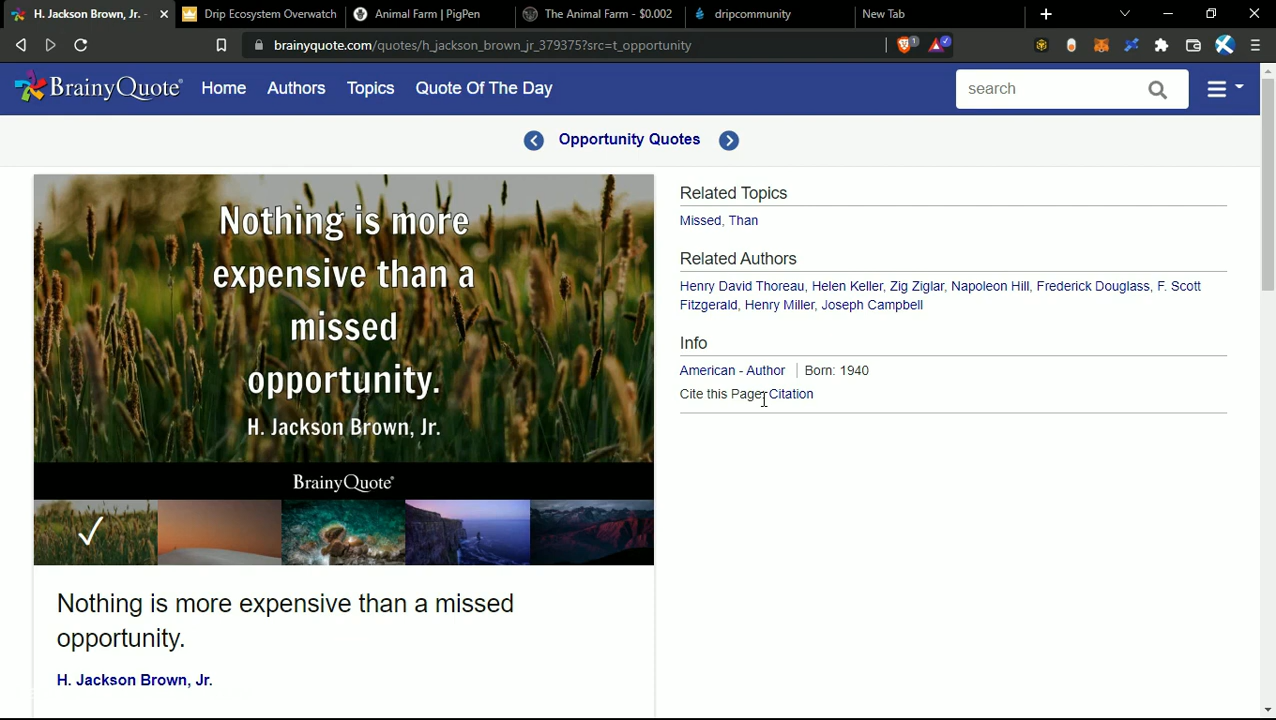 H. Jackson Brown, Jr. -
Drip Ecosystem Overwatch
Animal Farm | PigPen
The Animal Farm - $0.002
dripcommunity
New Tab
brainyquote.com/quotes/h_jackson_brown_jr_379375?src=t_opportunity
1
BrainyQuote®
Home
Authors
Topics
Quote Of The Day
search
Opportunity Quotes
Nothing is more
expensive than a
missed
opportunity.
H. Jackson Brown, Jr.
BrainyQuote®
Nothing is more expensive than a missed
opportunity.
H. Jackson Brown, Jr.
Related Topics
Missed, Than
Related Authors
Henry David Thoreau, Helen Keller, Zig Ziglar, Napoleon Hill, Frederick Douglass, F. Scott
Fitzgerald, Henry Miller, Joseph Campbell
Info
American - Author | Born: 1940
Cite this Page: Citation